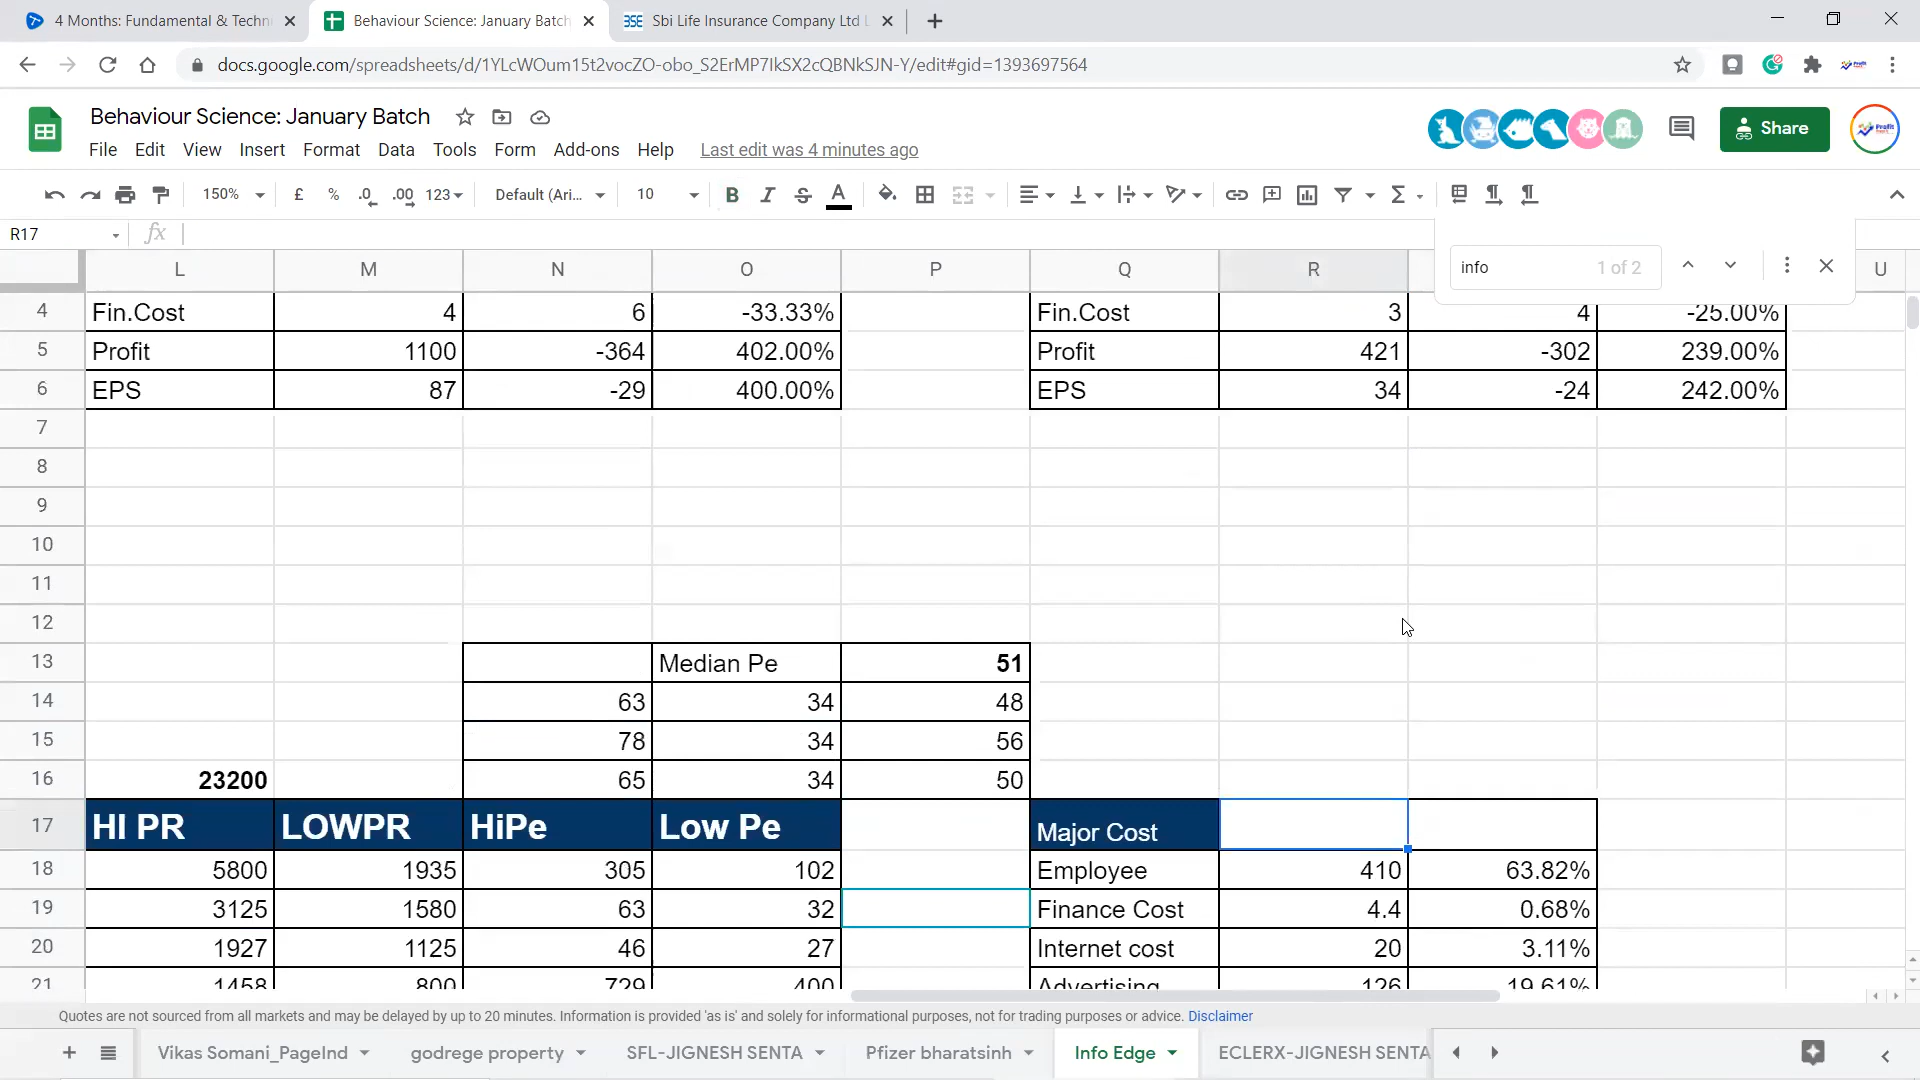 4 Months: Fundamental & Techn
Behaviour Science: January Batch
Sbi Life Insurance Company Ltd L
docs.google.com/spreadsheets/d/1YLcWOum15t2vocZO-obo_S2ErMP7IkSX2cQBNkSJN-Y/edit#gid=1393697564
Behaviour Science: January Batch
Share
File Edit View Insert Format Data Tools Form Add-ons Help Last edit was 4 minutes ago
150% £ % .0 .00 123 Default (Ari... 10 B I S A
R17 fx
info 1 of 2
L M N O P Q R U
4 Fin.Cost 4 6 -33.33% Fin.Cost 3 4 -25.00%
5 Profit 1100 -364 402.00% Profit 421 -302 239.00%
6 EPS 87 -29 400.00% EPS 34 -24 242.00%
7
8
9
10
11
12
13 Median Pe 51
14 63 34 48
15 78 34 56
16 23200 65 34 50
17 HI PR LOWPR HiPe Low Pe Major Cost
18 5800 1935 305 102 Employee 410 63.82%
19 3125 1580 63 32 Finance Cost 4.4 0.68%
20 1927 1125 46 27 Internet cost 20 3.11%
21 1458 800 729 400 Advertising 126 19.61%
Quotes are not sourced from all markets and may be delayed by up to 20 minutes. Information is provided 'as is' and solely for informational purposes, not for trading purposes or advice. Disclaimer
Vikas Somani_PageInd godrege property SFL-JIGNESH SENTA Pfizer bharatsinh Info Edge ECLERX-JIGNESH SENTA